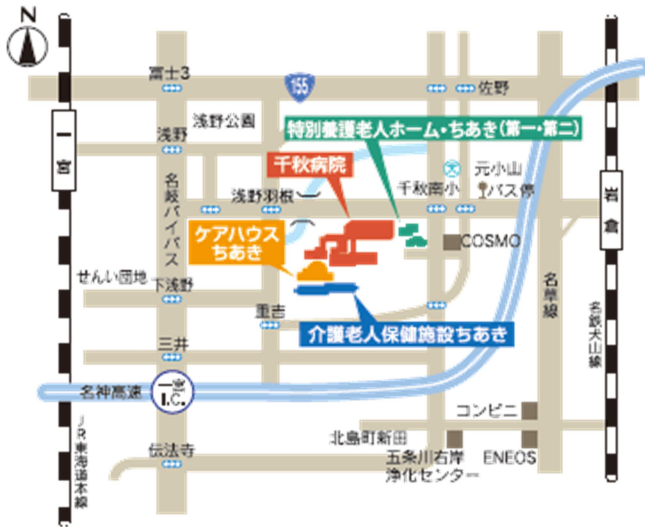 N
富士3
155
佐野
浅野公園
特別養護老人ホーム・ちあき(第一・第二)
一宮
浅野
千秋病院
元小山
バス停
名岐バイパス
浅野羽根
千秋南小
岩倉
ケアハウス
ちあき
COSMO
せんい団地
下浅野
名草線
重吉
介護老人保健施設ちあき
名鉄犬山線
三井
名神高速
一宮
I.C.
JR東海道本線
コンビニ
伝法寺
北島町新田
五条川右岸
浄化センター
ENEOS